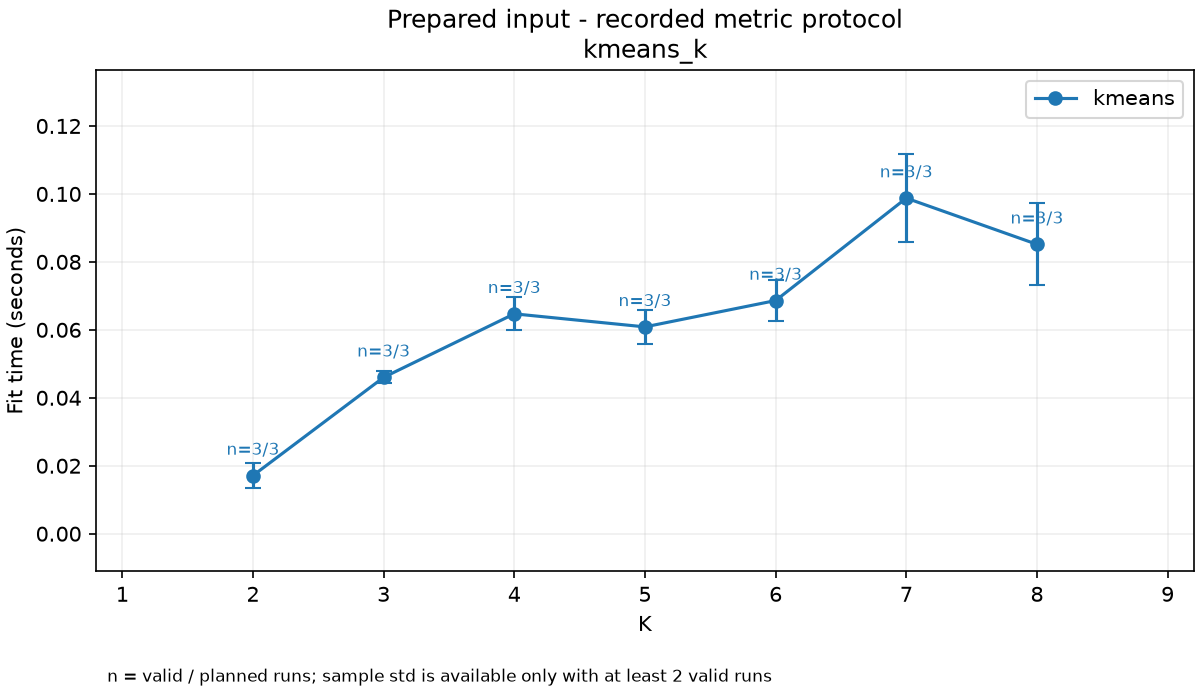 Prepared input - recorded metric protocol
kmeans_k
kmeans
0.12
0.10
0.08
0.06
0.04
0.02
0.00
Fit time (seconds)
n=3/3
n=3/3
n=3/3
n=3/3
n=3/3
n=3/3
n=3/3
1 2 3 4 5 6 7 8 9
K
n = valid / planned runs; sample std is available only with at least 2 valid runs